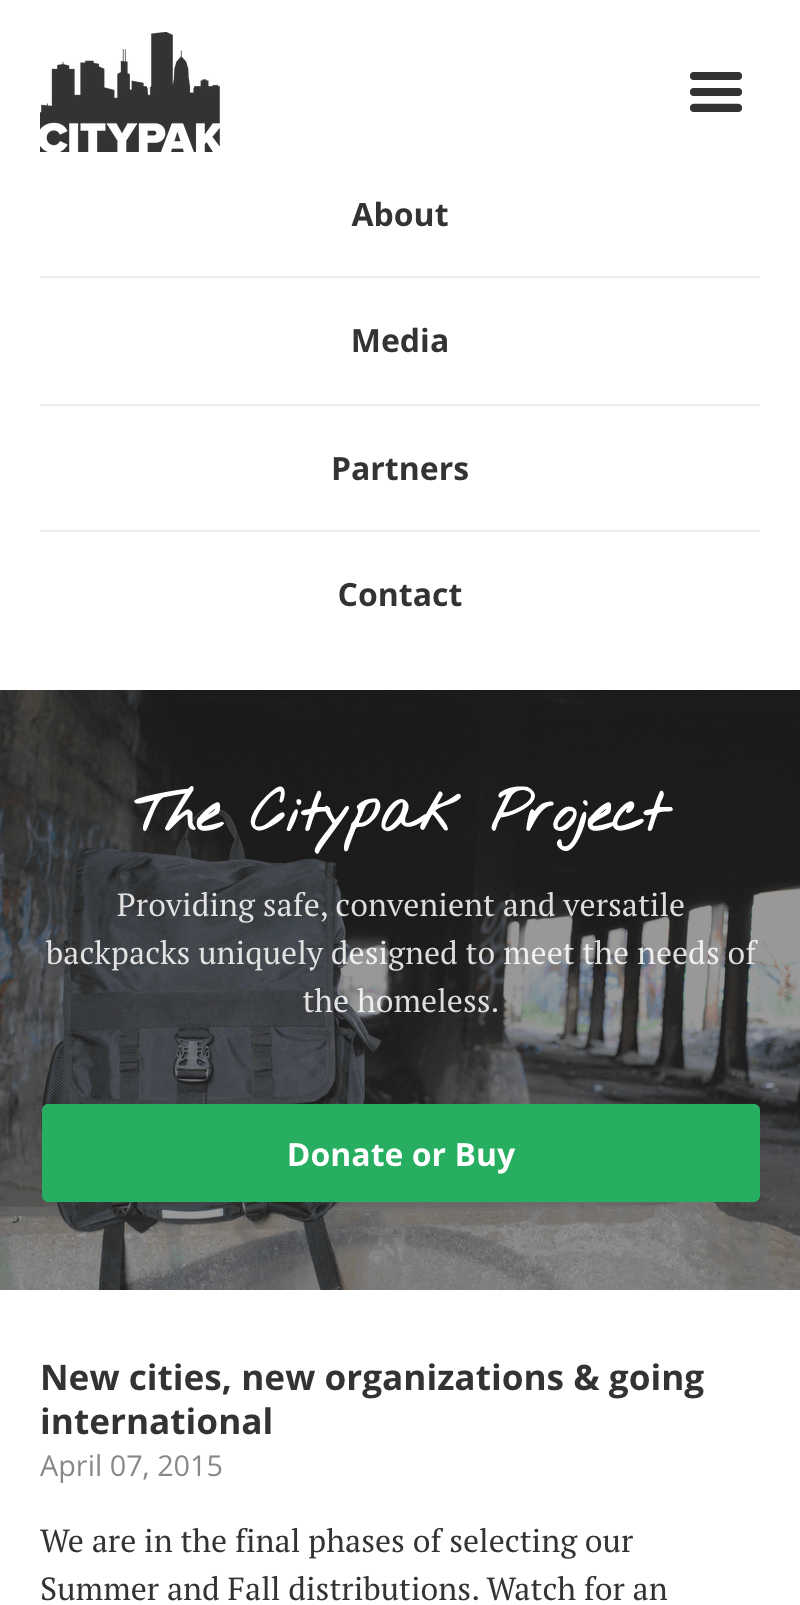 CITYPAK
About
Media
Partners
Contact
The Citypak Project
Providing safe, convenient and versatile
backpacks uniquely designed to meet the needs of
the homeless.
Donate or Buy
New cities, new organizations & going
international
April 07, 2015
We are in the final phases of selecting our
Summer and Fall distributions. Watch for an